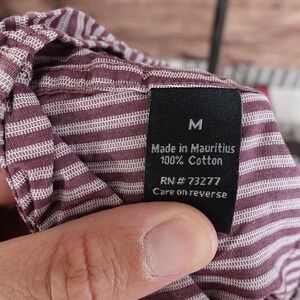 M
Made in Mauritius
100% Cotton
RN # 73277
Care on reverse